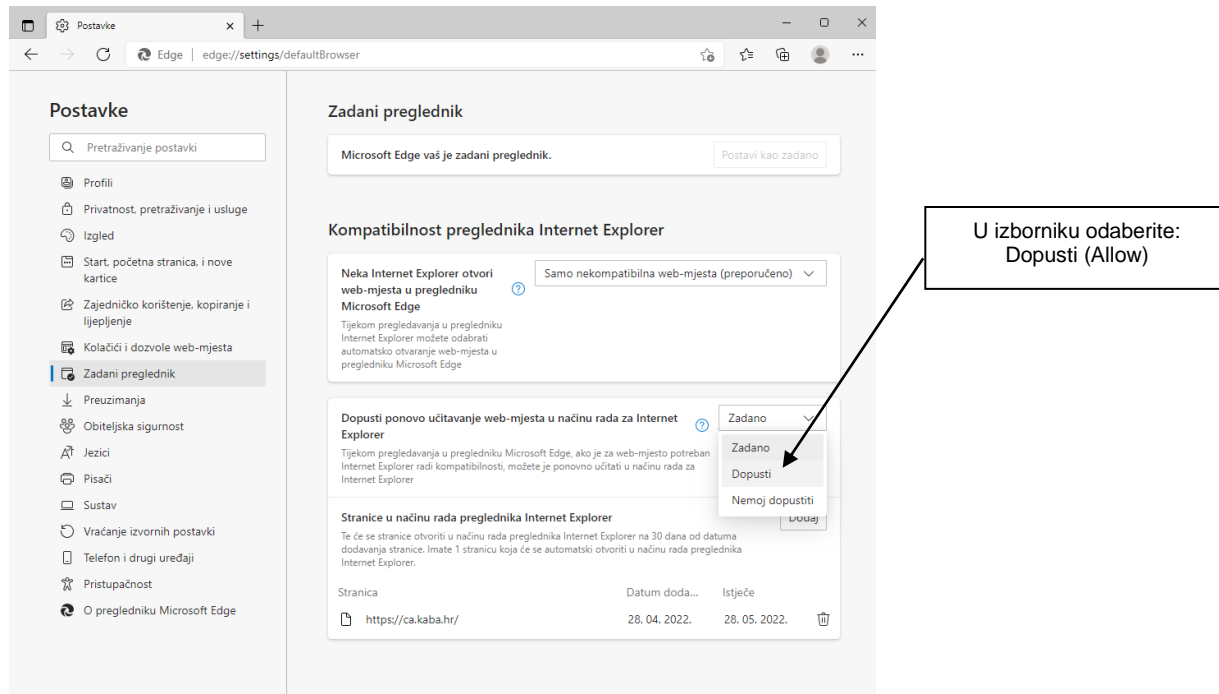 Postavke
Edge | edge://settings/defaultBrowser
Postavke
Pretraživanje postavki
Profili
Privatnost, pretraživanje i usluge
Izgled
Start, početna stranica, i nove
kartice
Zajedničko korištenje, kopiranje i
lijepljenje
Kolačići i dozvole web-mjesta
Zadani preglednik
Preuzimanja
Obiteljska sigurnost
Jezici
Pisači
Sustav
Vraćanje izvornih postavki
Telefon i drugi uređaji
Pristupačnost
O pregledniku Microsoft Edge
Zadani preglednik
Microsoft Edge vaš je zadani preglednik.
Postavi kao zadano
Kompatibilnost preglednika Internet Explorer
Neka Internet Explorer otvori
web-mjesta u pregledniku
Microsoft Edge
Samo nekompatibilna web-mjesta (preporučeno)
Tijekom pregledavanja u pregledniku
Internet Explorer možete odabrati
automatsko otvaranje web-mjesta u
pregledniku Microsoft Edge
Dopusti ponovo učitavanje web-mjesta u načinu rada za Internet
Explorer
Zadano
Tijekom pregledavanja u pregledniku Microsoft Edge, ako je za web-mjesto potreban
Internet Explorer radi kompatibilnosti, možete je ponovno učitati u načinu rada za
Internet Explorer
Zadano
Dopusti
Nemoj dopustiti
Stranice u načinu rada preglednika Internet Explorer
Dodaj
Te će se stranice otvoriti u načinu rada preglednika Internet Explorer na 30 dana od datuma
dodavanja stranice. Imate 1 stranicu koja će se automatski otvoriti u načinu rada preglednika
Internet Explorer.
Stranica Datum doda... Istječe
https://ca.kaba.hr/ 28. 04. 2022. 28. 05. 2022.
U izborniku odaberite:
Dopusti (Allow)